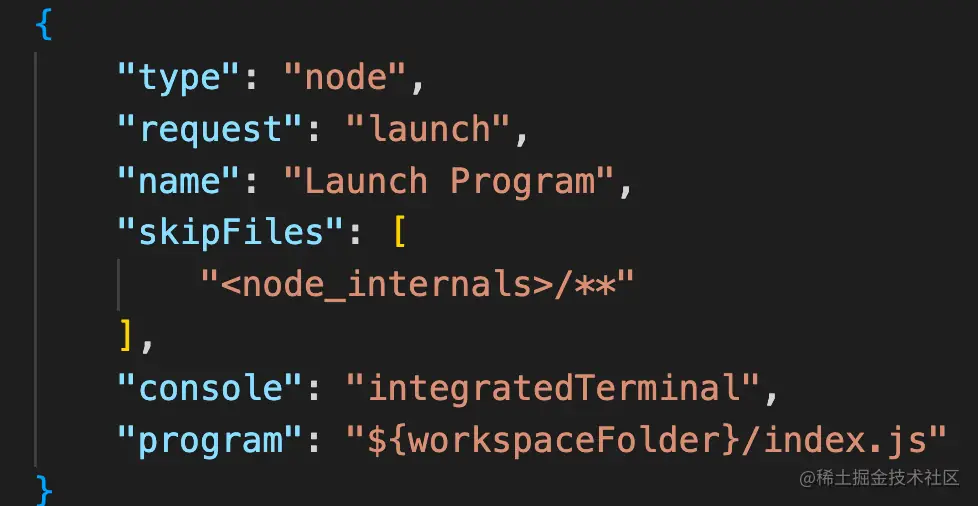 {
"type": "node",
"request": "launch",
"name": "Launch Program",
"skipFiles": [
"<node_internals>/**"
],
"console": "integratedTerminal",
"program": "${workspaceFolder}/index.js"
}
@稀土掘金技术社区